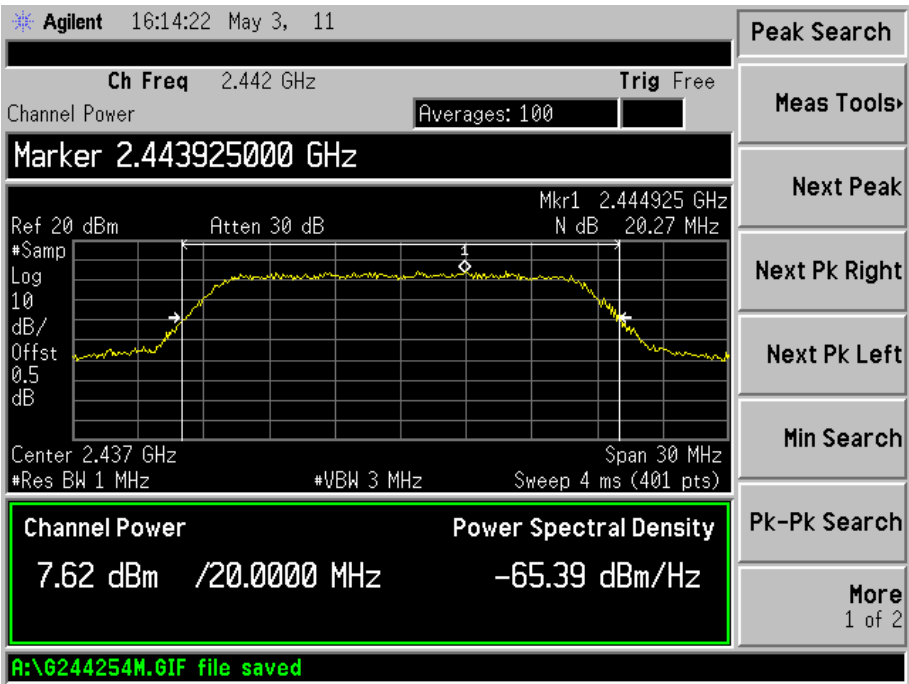 Agilent 16:14:22 May 3, 11
Ch Freq 2.442 GHz Trig Free
Channel Power Averages: 100
Marker 2.443925000 GHz
Mkr1 2.444925 GHz
Ref 20 dBm Atten 30 dB N dB 20.27 MHz
#Samp
Log
10
dB/
Offst
0.5
dB
1
Center 2.437 GHz Span 30 MHz
#Res BW 1 MHz #VBW 3 MHz Sweep 4 ms (401 pts)
Channel Power Power Spectral Density
7.62 dBm /20.0000 MHz -65.39 dBm/Hz
A:\G244254M.GIF file saved
Peak Search
Meas Tools
Next Peak
Next Pk Right
Next Pk Left
Min Search
Pk-Pk Search
More
1 of 2